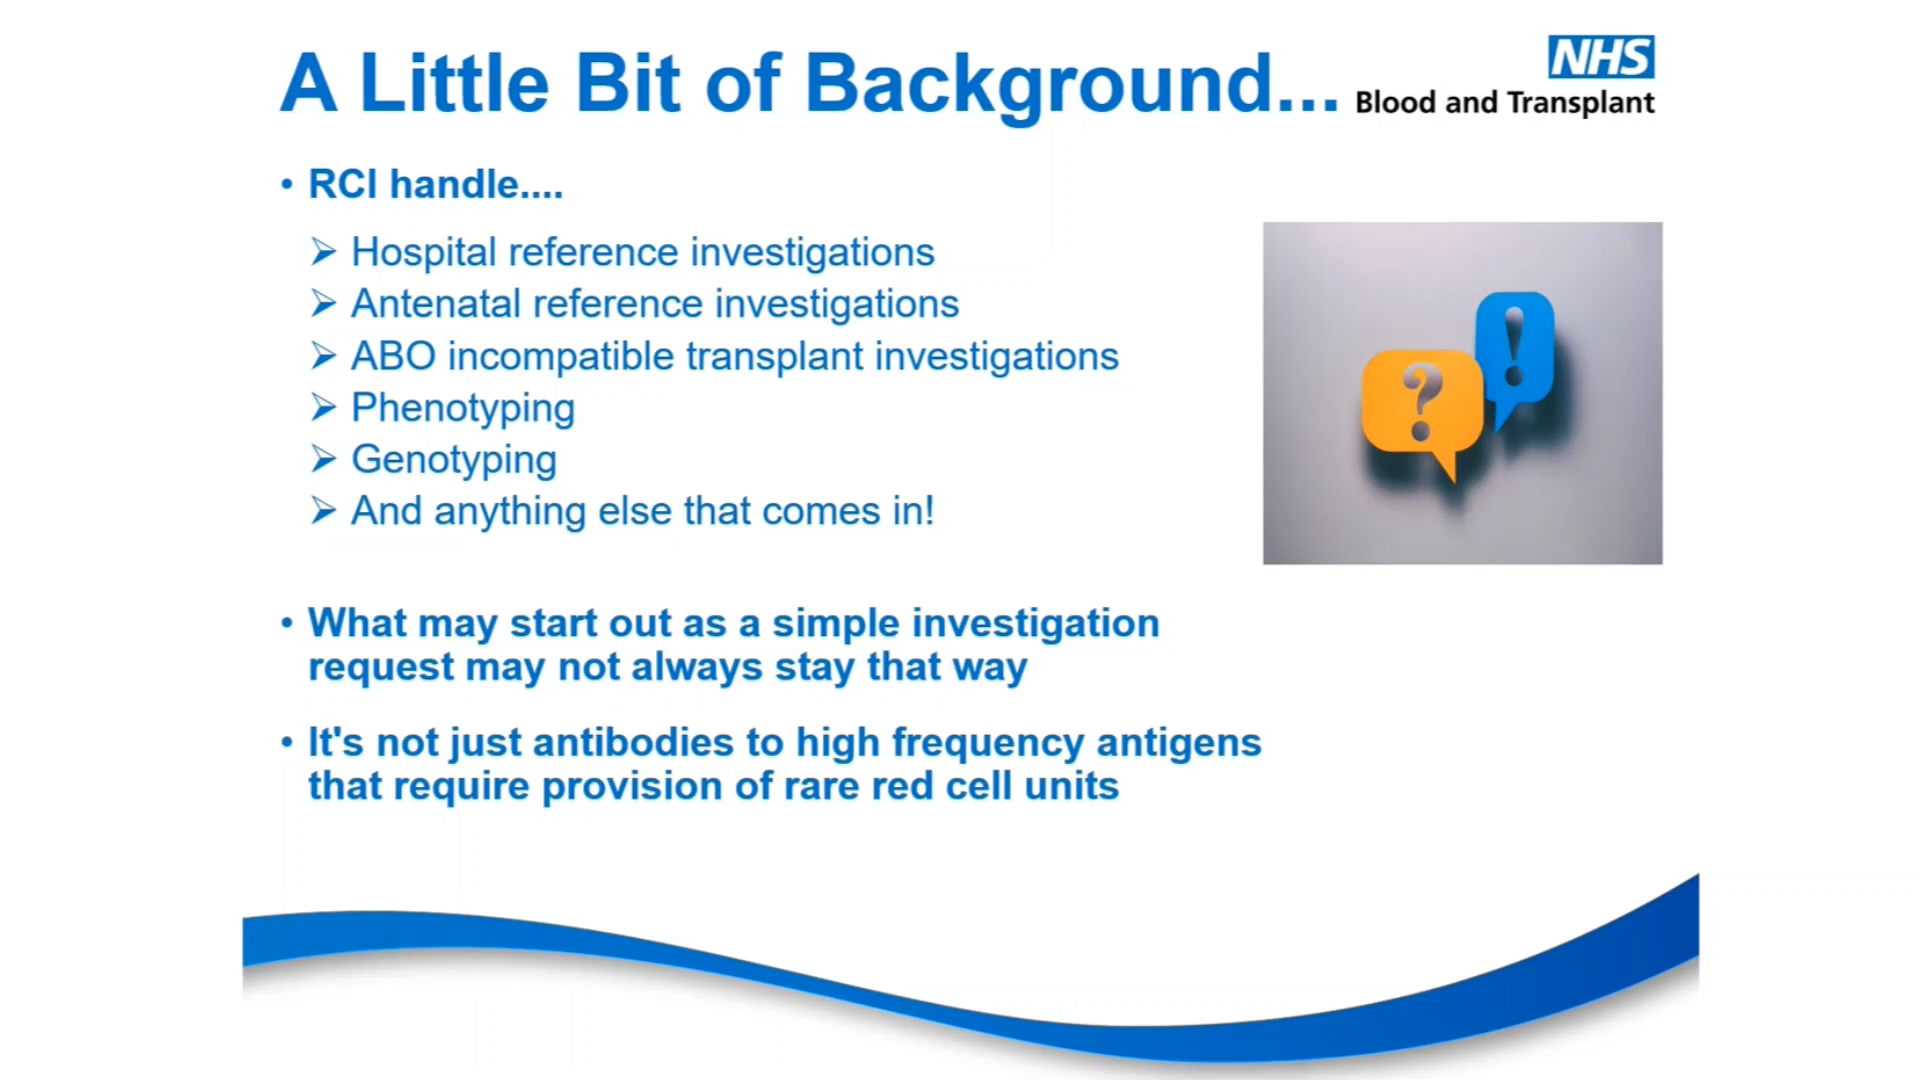 A Little Bit of Background...
NHS
Blood and Transplant
• RCI handle....
➢ Hospital reference investigations
➢ Antenatal reference investigations
➢ ABO incompatible transplant investigations
➢ Phenotyping
➢ Genotyping
➢ And anything else that comes in!
?
!
• What may start out as a simple investigation
request may not always stay that way
• It's not just antibodies to high frequency antigens
that require provision of rare red cell units